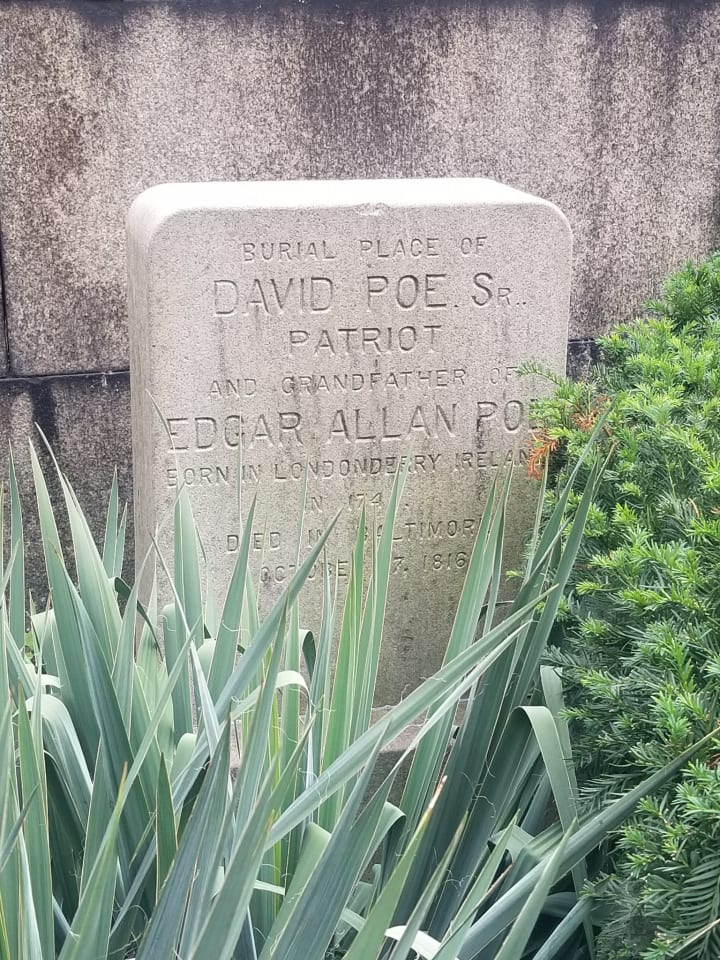 BURIAL PLACE OF
DAVID POE. SR..
PATRIOT
AND GRANDFATHER OF
EDGAR ALLAN POE
BORN IN LONDONDERRY IRELAND
IN
DIED IN BALTIMORE
OCTOBER 1816